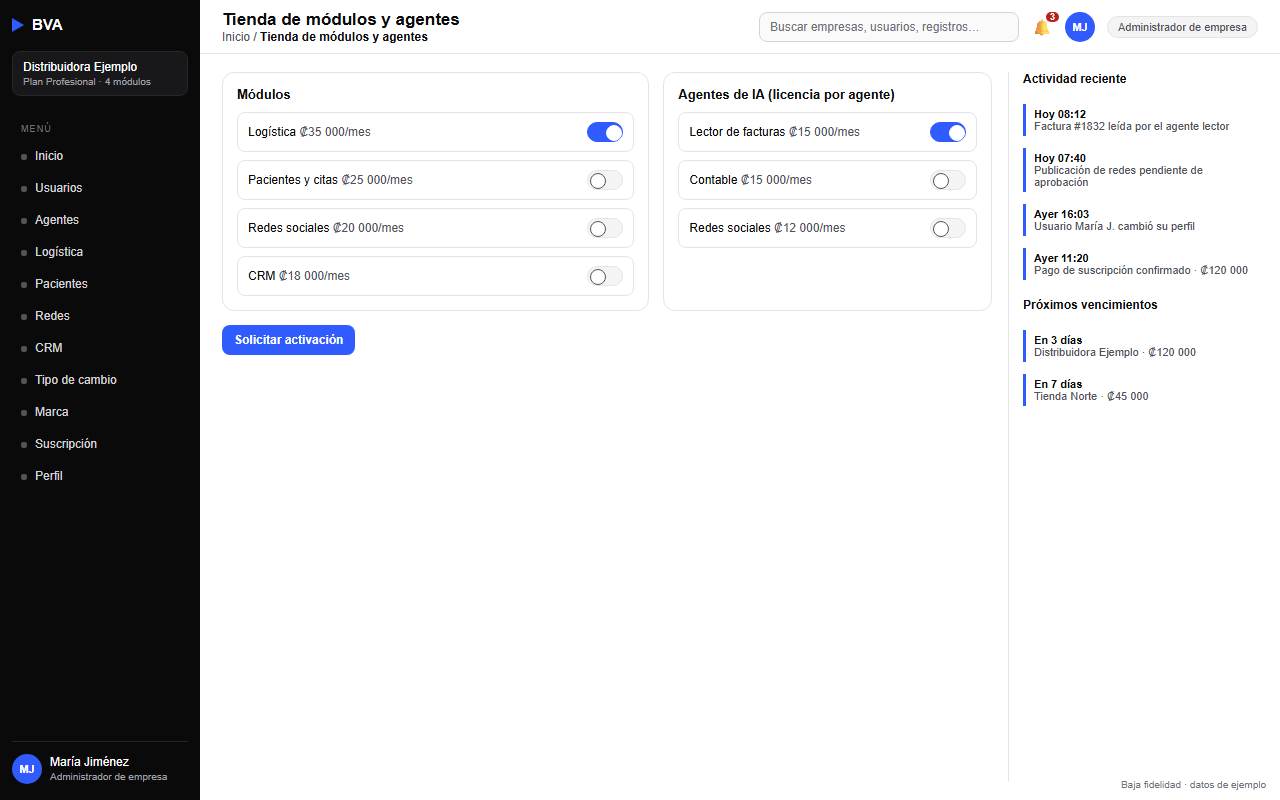 BVA
Distribuidora Ejemplo
Plan Profesional · 4 módulos
MENÚ
Inicio
Usuarios
Agentes
Logística
Pacientes
Redes
CRM
Tipo de cambio
Marca
Suscripción
Perfil
MJ
María Jiménez
Administrador de empresa
Tienda de módulos y agentes
Inicio / Tienda de módulos y agentes
Buscar empresas, usuarios, registros…
3
MJ
Administrador de empresa
Módulos
Logística ₡35 000/mes
Pacientes y citas ₡25 000/mes
Redes sociales ₡20 000/mes
CRM ₡18 000/mes
Agentes de IA (licencia por agente)
Lector de facturas ₡15 000/mes
Contable ₡15 000/mes
Redes sociales ₡12 000/mes
Solicitar activación
Actividad reciente
Hoy 08:12
Factura #1832 leída por el agente lector
Hoy 07:40
Publicación de redes pendiente de
aprobación
Ayer 16:03
Usuario María J. cambió su perfil
Ayer 11:20
Pago de suscripción confirmado · ₡120 000
Próximos vencimientos
En 3 días
Distribuidora Ejemplo · ₡120 000
En 7 días
Tienda Norte · ₡45 000
Baja fidelidad · datos de ejemplo